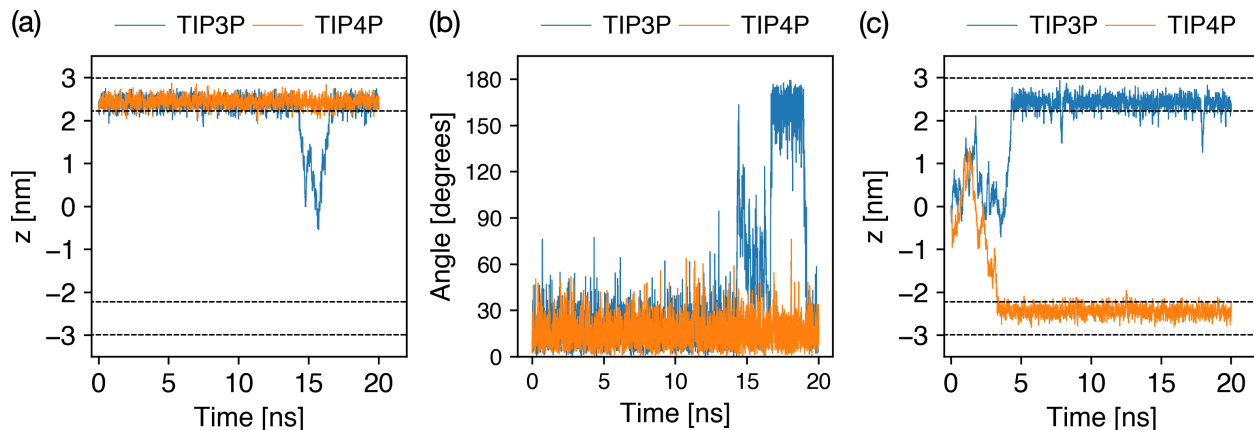 (a) TIP3P TIP4P
3
2
1
0
−1
−2
−3
z [nm]
0 5 10 15 20
Time [ns]
(b) TIP3P TIP4P
180
150
120
90
60
30
0
Angle [degrees]
0 5 10 15 20
Time [ns]
(c) TIP3P TIP4P
3
2
1
0
−1
−2
−3
z [nm]
0 5 10 15 20
Time [ns]